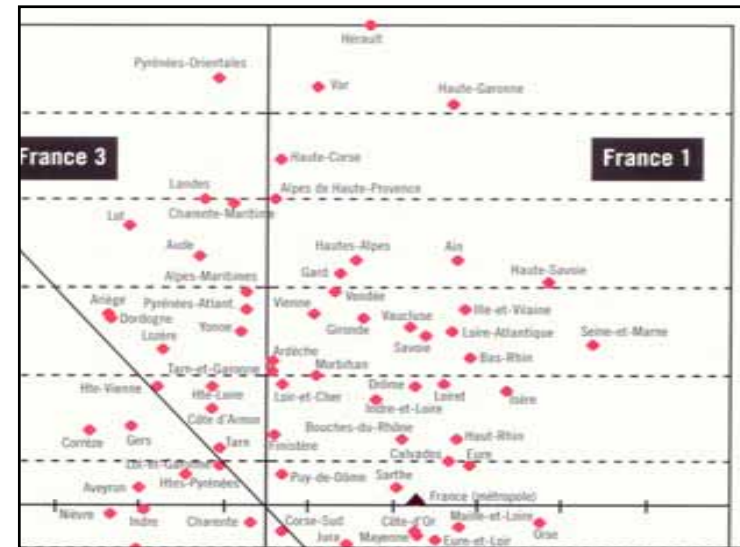 Hérault
Pyrénées-Orientales
Var
Haute-Garonne
France 3
Haute-Corse
France 1
Landes
Alpes de Haute-Provence
Charente-Maritime
Lot
Aude
Hautes-Alpes
Ain
Gard
Haute-Savoie
Alpes-Maritimes
Vendée
Ariège
Pyrénées-Atlant.
Vienne
Ille-et-Vilaine
Dordogne
Vaucluse
Yonne
Gironde
Loire-Atlantique
Seine-et-Marne
Lozère
Savoie
Ardèche
Bas-Rhin
Tarn-et-Garonne
Morbihan
Hte-Vienne
Hte-Loire
Loir-et-Cher
Drôme
Loiret
Isère
Indre-et-Loire
Côte d'Armor
Bouches-du-Rhône
Corrèze
Gers
Tarn
Finistère
Haut-Rhin
Calvados
Eure
Lot-et-Garonne
Htes-Pyrénées
Puy-de-Dôme
Sarthe
Aveyron
France (métropole)
Nièvre
Indre
Charente
Corse-Sud
Côte-d'Or
Maille-et-Loire
Oise
Jura
Mayenne
Eure-et-Loir